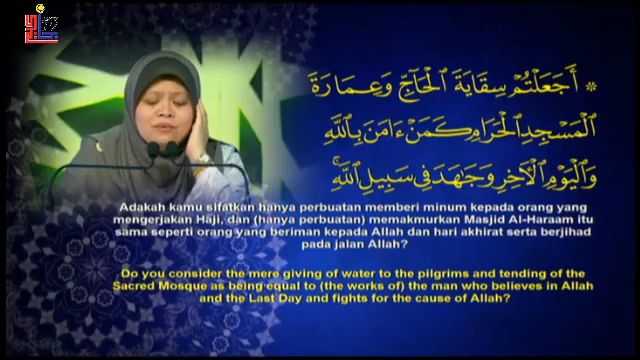 ۞ أَجَعَلْتُمْ سِقَايَةَ الْحَاجِّ وَعِمَارَةَ
الْمَسْجِدِ الْحَرَامِ كَمَنْ ءَامَنَ بِاللَّهِ
وَالْيَوْمِ الْآخِرِ وَجَهَدَ فِي سَبِيلِ اللَّهِ ۚ
Adakah kamu sifatkan hanya perbuatan memberi minum kepada orang yang
mengerjakan Haji, dan (hanya perbuatan) memakmurkan Masjid Al-Haraam itu
sama seperti orang yang beriman kepada Allah dan hari akhirat serta berjihad
pada jalan Allah?
Do you consider the mere giving of water to the pilgrims and tending of the
Sacred Mosque as being equal to (the works of) the man who believes in Allah
and the Last Day and fights for the cause of Allah?